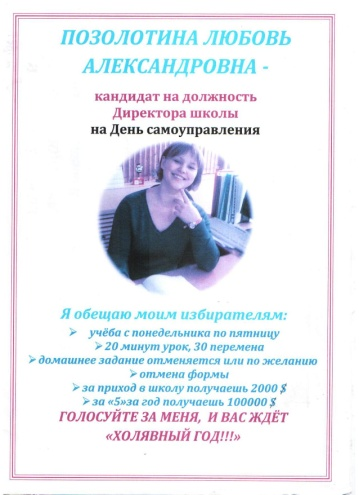 ПОЗОЛОТИНА ЛЮБОВЬ
АЛЕКСАНДРОВНА -
кандидат на должность
Директора школы
на День самоуправления
Я обещаю моим избирателям:
➢ учёба с понедельника по пятницу
➢20 минут урок, 30 перемена
➢домашнее задание отменяется или по желанию
➢отмена формы
➢за приход в школу получаешь 2000 $
➢за «5»за год получаешь 100000 $
ГОЛОСУЙТЕ ЗА МЕНЯ, И ВАС ЖДЁТ
«ХОЛЯВНЫЙ ГОД!!!»